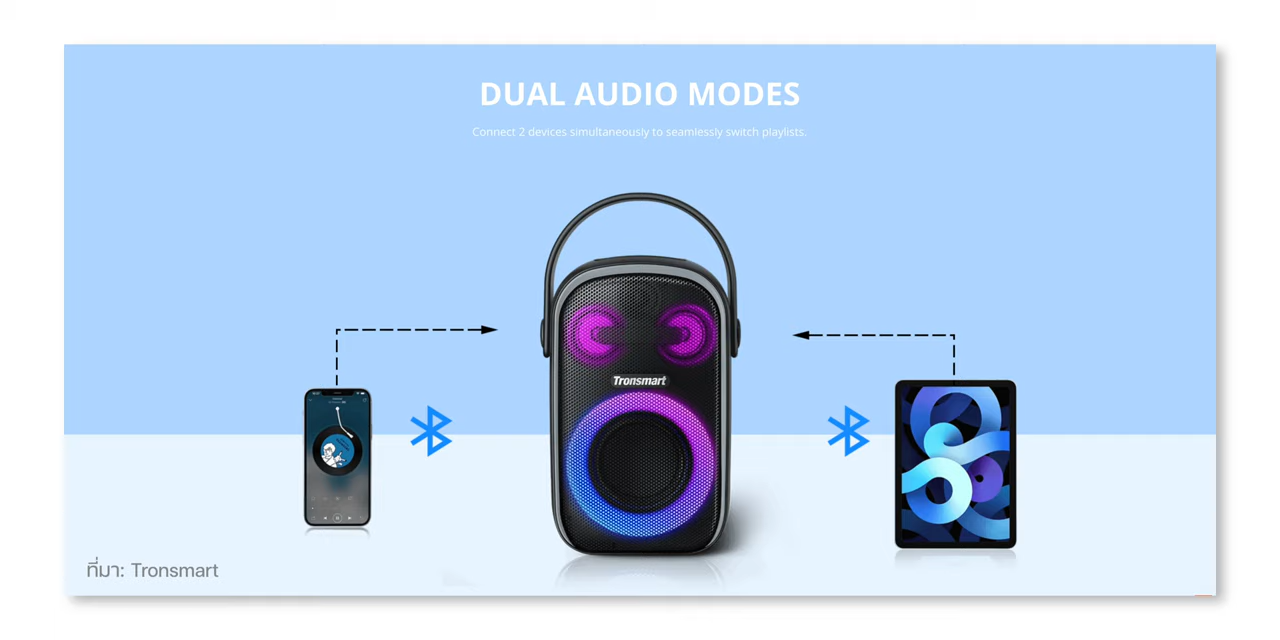 DUAL AUDIO MODES
Connect 2 devices simultaneously to seamlessly switch playlists.
Tronsmart
ที่มา: Tronsmart